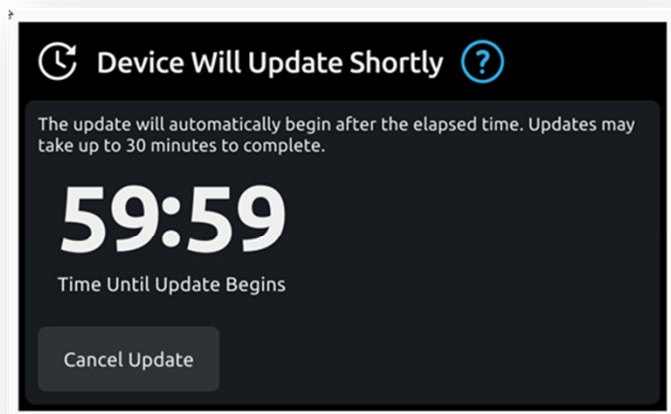 Device Will Update Shortly ?
The update will automatically begin after the elapsed time. Updates may
take up to 30 minutes to complete.
59:59
Time Until Update Begins
Cancel Update